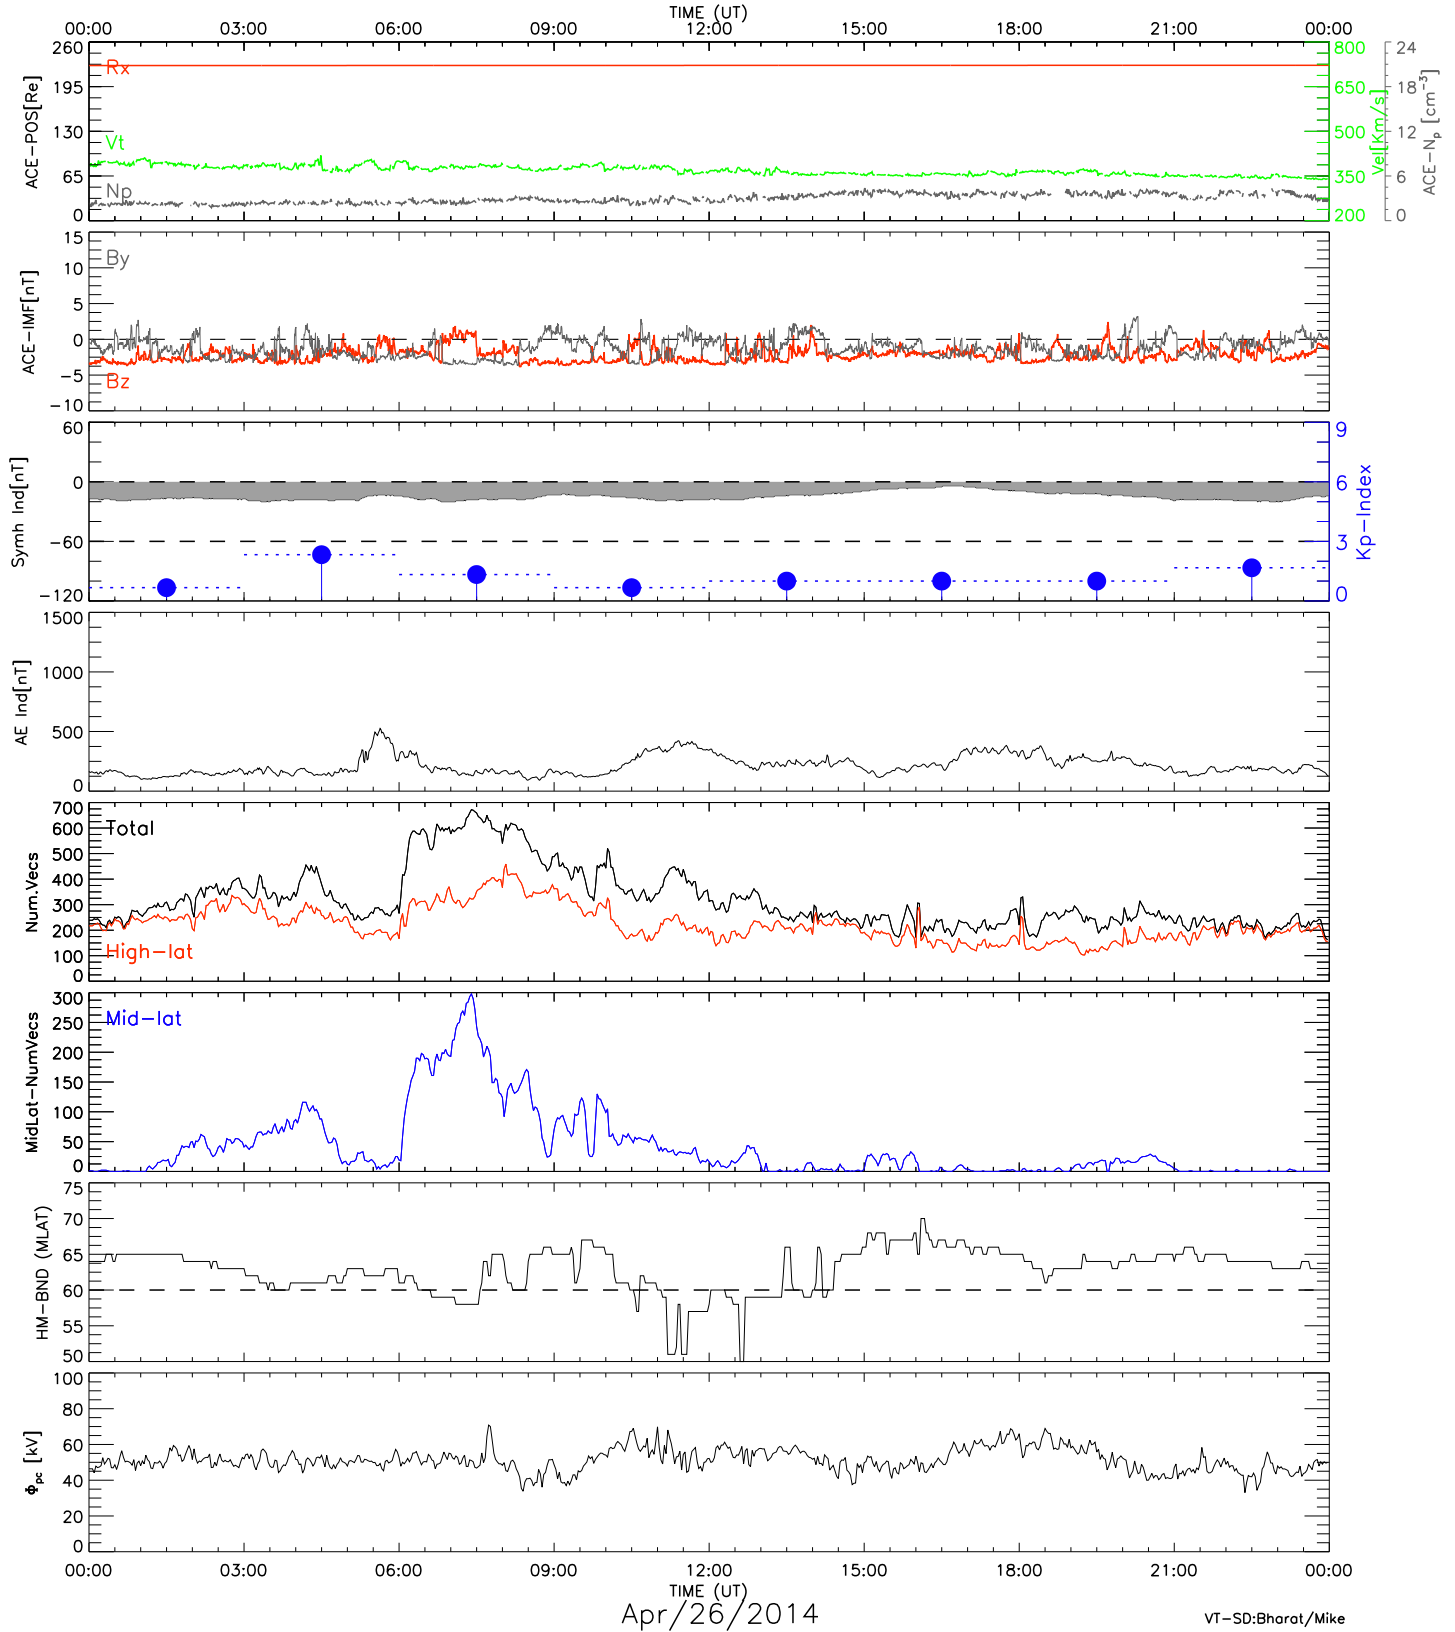 TIME (UT)
00:00 03:00 06:00 09:00 12:00 15:00 18:00 21:00 00:00
ACE-POS[Re]
260
195
130
65
0
Rx
Vt
Np
800
650
500
350
200
Vel[Km/s]
24
18
12
6
0
ACE-Np [cm-3]
ACE-IMF[nT]
15
10
5
0
-5
-10
By
Bz
Symh Ind[nT]
60
0
-60
-120
9
6
3
0
Kp-Index
AE Ind[nT]
1500
1000
500
0
Num.Vecs
700
600
500
400
300
200
100
0
Total
High-lat
MidLat-NumVecs
300
250
200
150
100
50
0
Mid-lat
HM-BND (MLAT)
75
70
65
60
55
50
Φpc [kV]
100
80
60
40
20
0
00:00 03:00 06:00 09:00 12:00 15:00 18:00 21:00 00:00
TIME (UT)
Apr/26/2014
VT-SD:Bharat/Mike